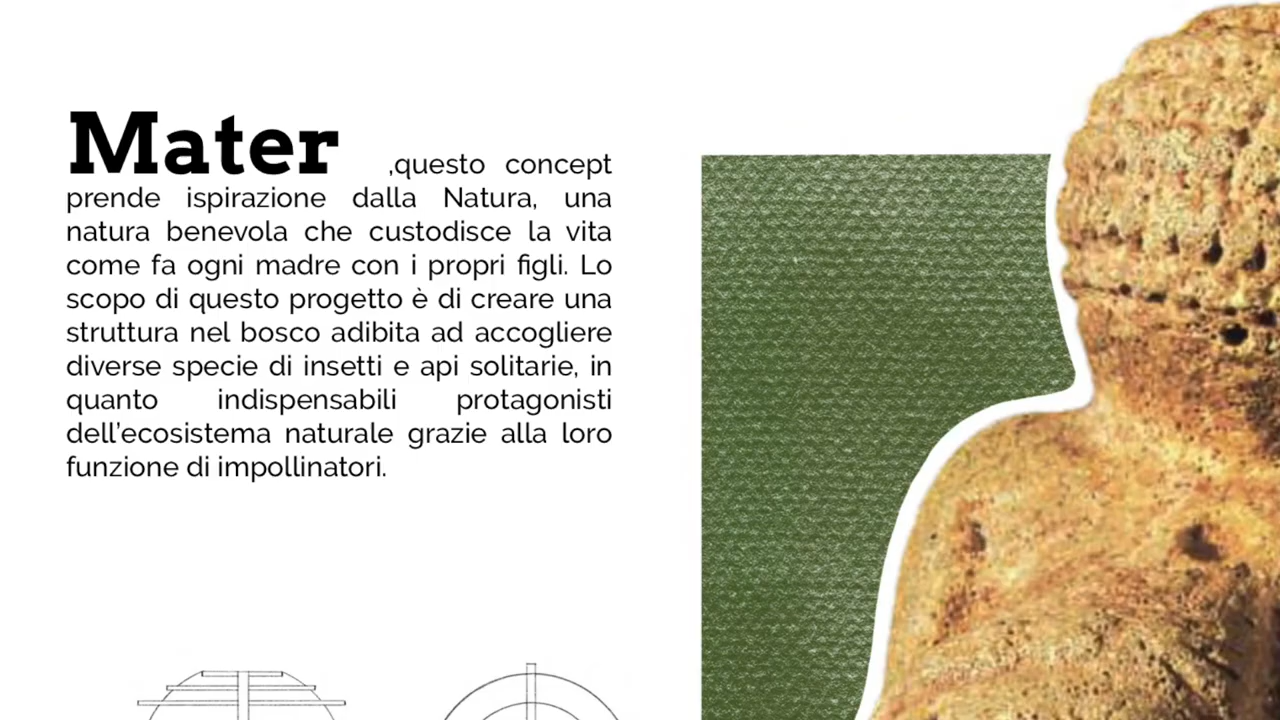 Mater ,questo concept
prende ispirazione dalla Natura, una
natura benevola che custodisce la vita
come fa ogni madre con i propri figli. Lo
scopo di questo progetto è di creare una
struttura nel bosco adibita ad accogliere
diverse specie di insetti e api solitarie, in
quanto indispensabili protagonisti
dell’ecosistema naturale grazie alla loro
funzione di impollinatori.